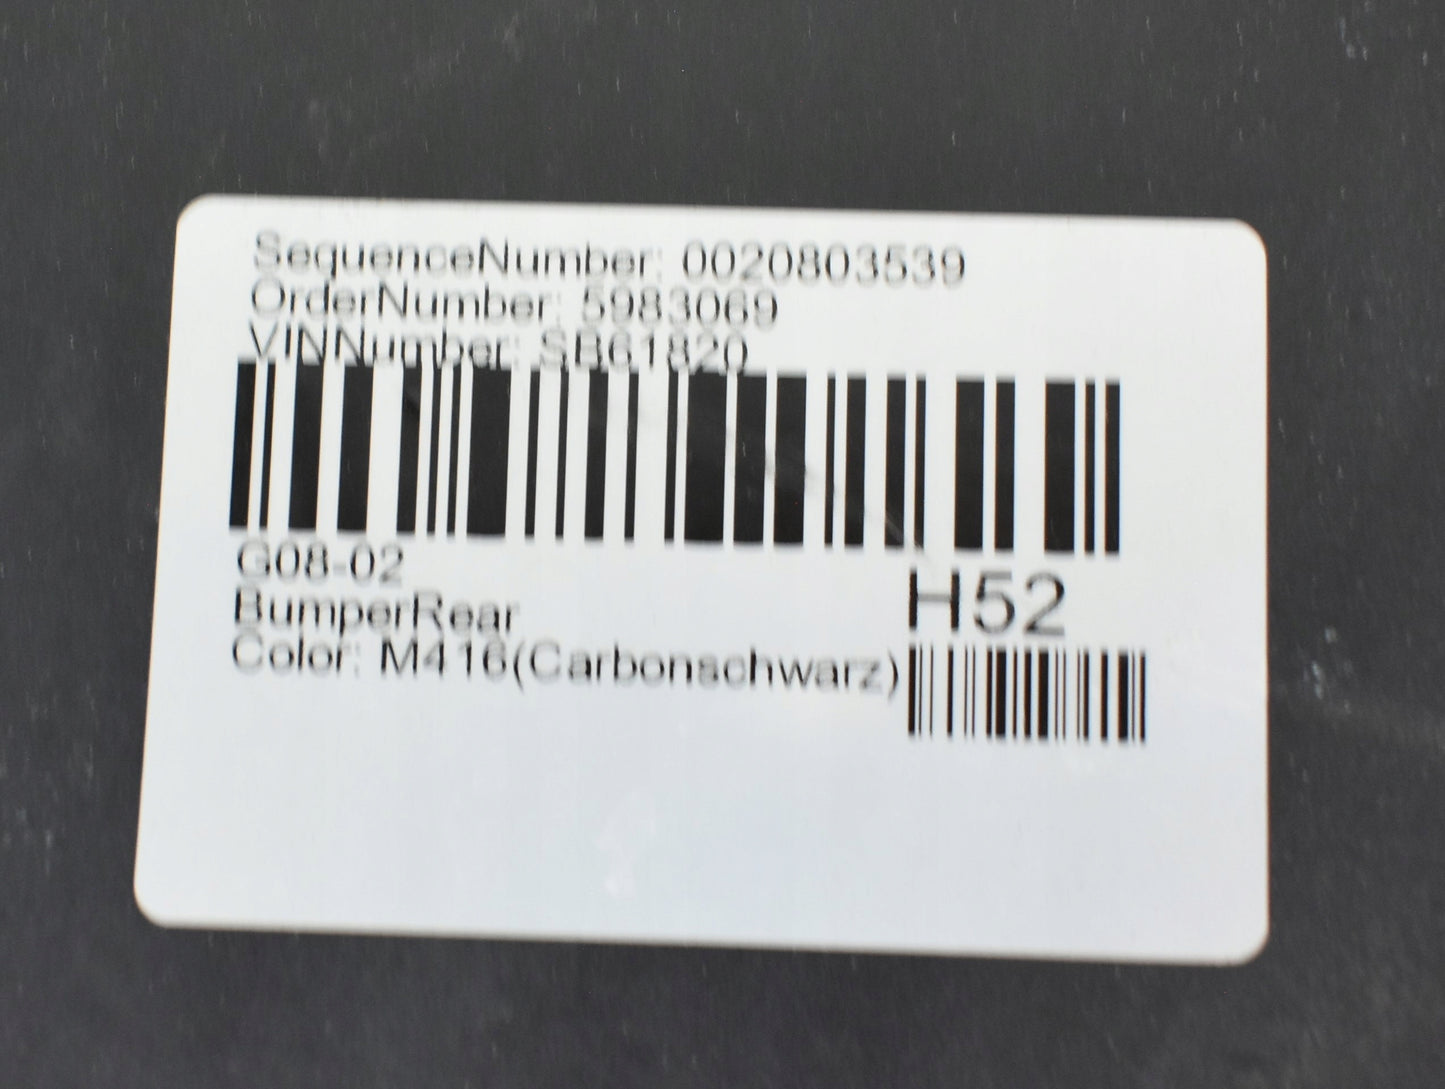 SequenceNumber: 0020803539
OrderNumber: 5983069
VINNumber: SB61820
G08-02
BumperRear
Color: M416(Carbonschwarz)
H52